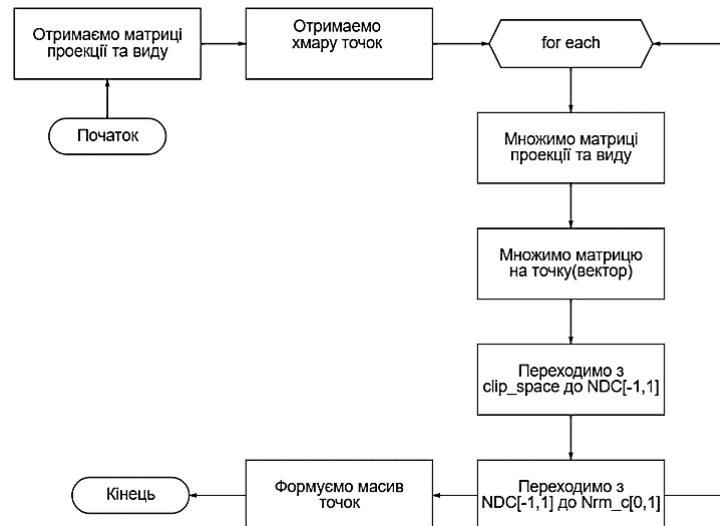 Отримаємо матриці
проекції та виду
Отримаемо
хмару точок
for each
Початок
Множимо матриці
проекції та виду
Множимо матрицю
на точку(вектор)
Переходимо з
clip_space до NDC[-1,1]
Переходимо з
NDC[-1,1] до Nrm_c[0,1]
Формуємо масив
точок
Кінець